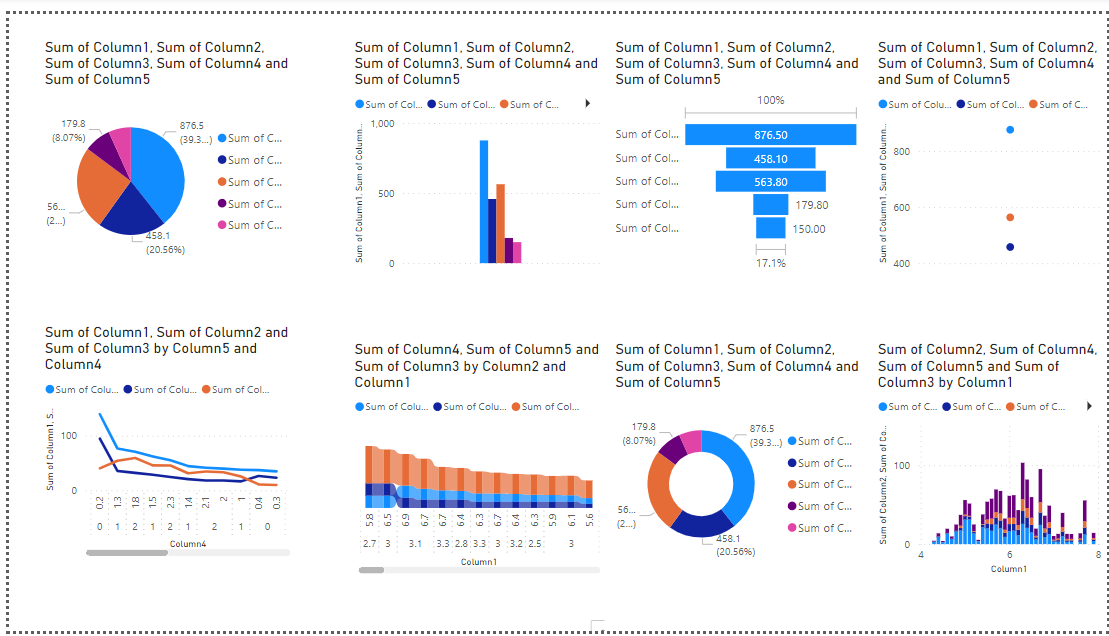 Sum of Column1, Sum of Column2,
Sum of Column3, Sum of Column4 and
Sum of Column5
179.8
(8.07%)
876.5
(39.3...)
56...
(2...)
458.1
(20.56%)
Sum of C...
Sum of C...
Sum of C...
Sum of C...
Sum of C...
Sum of Column1, Sum of Column2,
Sum of Column3, Sum of Column4 and
Sum of Column5
Sum of Col... Sum of Col... Sum of C...
Sum of Column1, Sum of Column...
1,000
500
0
Sum of Column1, Sum of Column2,
Sum of Column3, Sum of Column4 and
Sum of Column5
100%
Sum of Col... 876.50
Sum of Col... 458.10
Sum of Col... 563.80
Sum of Col... 179.80
Sum of Col... 150.00
17.1%
Sum of Column1, Sum of Column2,
Sum of Column3, Sum of Column4
and Sum of Column5
Sum of Colu... Sum of Col... Sum of C...
Sum of Column1, Sum of Column...
800
600
400
Sum of Column1, Sum of Column2 and
Sum of Column3 by Column5 and
Column4
Sum of Colu... Sum of Colu... Sum of Col...
Sum of Column1, S...
100
0
0.2 1.3 1.8 1.5 2.3 1.4 2.1 2 1 0.4 0.3
0 1 2 1 2 1 2 1 0
Column4
Sum of Column4, Sum of Column5 and
Sum of Column3 by Column2 and
Column1
Sum of Colu... Sum of Colu... Sum of Col...
5.8 6.5 6.9 6.7 6.7 6.4 6.3 6.7 6.4 6.3 5.9 6.1 5.6
2.7 3 3.1 3.3 2.8 3.3 3 3.2 2.5 3
Column1
Sum of Column1, Sum of Column2,
Sum of Column3, Sum of Column4 and
Sum of Column5
179.8
(8.07%)
876.5
(39.3...)
56...
(2...)
458.1
(20.56%)
Sum of C...
Sum of C...
Sum of C...
Sum of C...
Sum of C...
Sum of Column2, Sum of Column4,
Sum of Column5 and Sum of
Column3 by Column1
Sum of C... Sum of C... Sum of C...
Sum of Column2, Sum of Co...
100
0
4 6 8
Column1